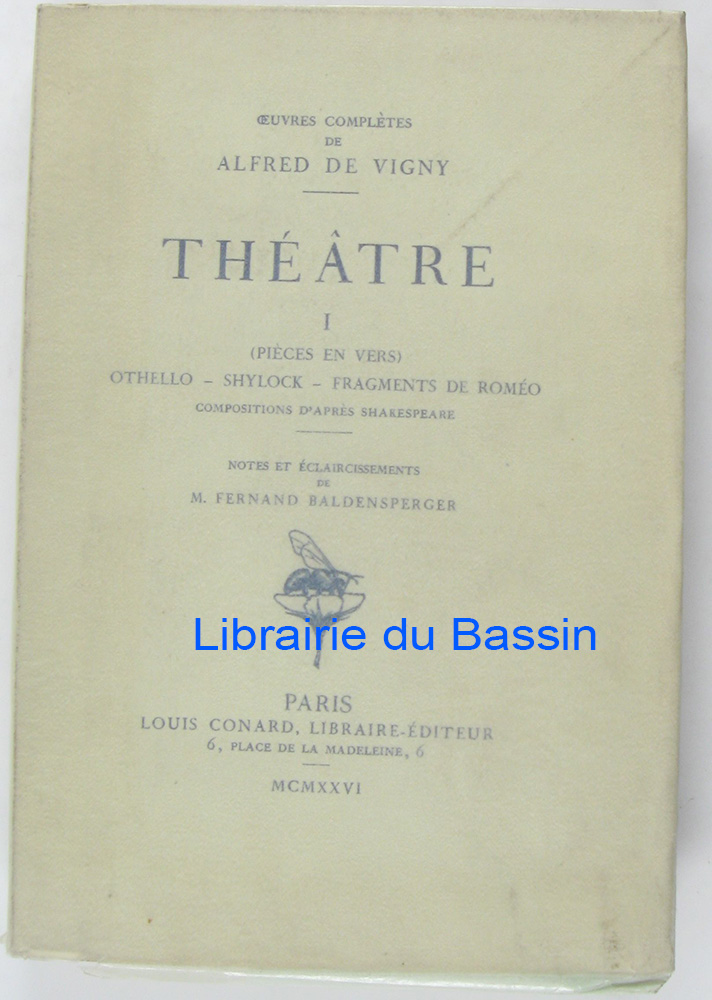 ŒUVRES COMPLÈTES
DE
ALFRED DE VIGNY
THÉÂTRE
I
(PIÈCES EN VERS)
OTHELLO – SHYLOCK – FRAGMENTS DE ROMÉO
COMPOSITIONS D'APRÈS SHAKESPEARE
NOTES ET ÉCLAIRCISSEMENTS
DE
M. FERNAND BALDENSPERGER
Librairie du Bassin
PARIS
LOUIS CONARD, LIBRAIRE-ÉDITEUR
6, PLACE DE LA MADELEINE, 6
MCMXXVI